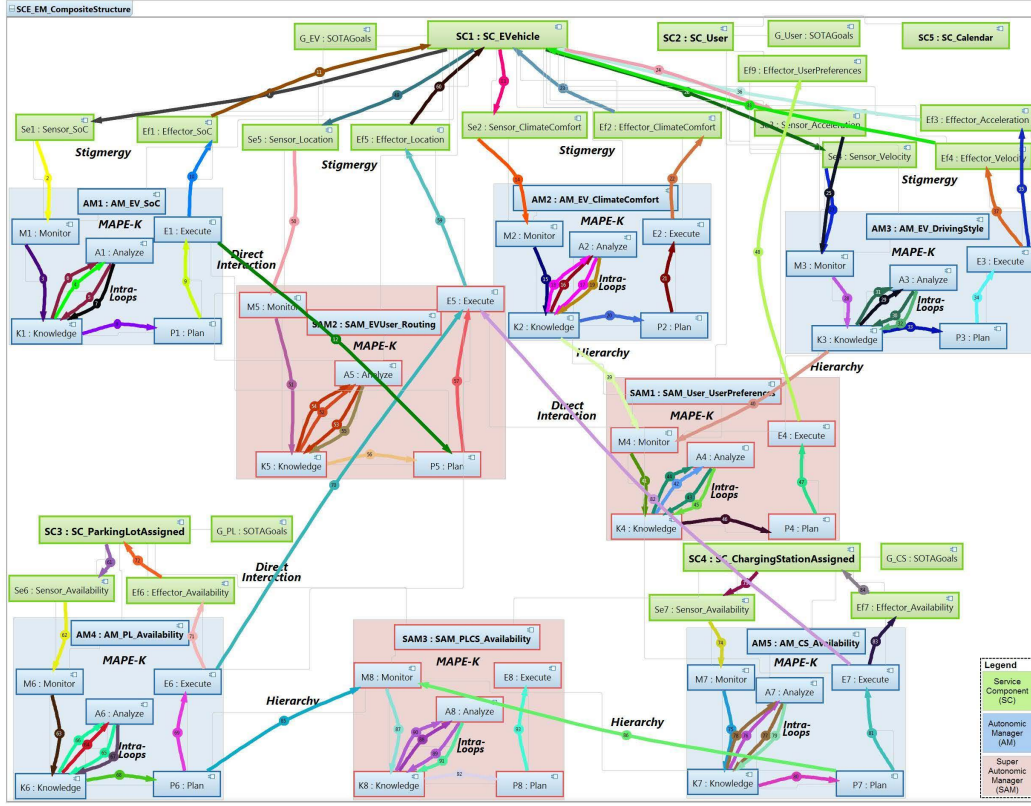 SCE_EM_CompositeStructure
G_EV : SOTAGoals
SC1 : SC_EVehicle
SC2 : SC_User
G_User : SOTAGoals
SC5 : SC_Calendar
Ef9 : Effector_UserPreferences
Se1 : Sensor_SoC
Ef1 : Effector_SoC
Se5 : Sensor_Location
Ef5 : Effector_Location
Se2 : Sensor_ClimateComfort
Ef2 : Effector_ClimateComfort
Sensor_Acceleration
Ef3 : Effector_Acceleration
Stigmergy
Stigmergy
Stigmergy
Sensor_Velocity
Ef4 : Effector_Velocity
Stigmergy
AM1 : AM_EV_SoC
MAPE-K
M1 : Monitor
E1 : Execute
A1 : Analyze
Intra-
Loops
K1 : Knowledge
P1 : Plan
AM2 : AM_EV_ClimateComfort
MAPE-K
M2 : Monitor
E2 : Execute
A2 : Analyze
Intra-
Loops
K2 : Knowledge
P2 : Plan
AM3 : AM_EV_DrivingStyle
MAPE-K
M3 : Monitor
E3 : Execute
A3 : Analyze
Intra-
Loops
K3 : Knowledge
P3 : Plan
Direct
Interaction
M5 : Monitor
E5 : Execute
SAM2 : SAM_EVUser_Routing
MAPE-K
A5 : Analyze
K5 : Knowledge
P5 : Plan
Hierarchy
Hierarchy
Direct
Interaction
SAM1 : SAM_User_UserPreferences
MAPE-K
M4 : Monitor
E4 : Execute
A4 : Analyze
Intra-
Loops
K4 : Knowledge
P4 : Plan
SC3 : SC_ParkingLotAssigned
G_PL : SOTAGoals
Se6 : Sensor_Availability
Ef6 : Effector_Availability
Direct
Interaction
SC4 : SC_ChargingStationAssigned
G_CS : SOTAGoals
Se7 : Sensor_Availability
Ef7 : Effector_Availability
AM4 : AM_PL_Availability
MAPE-K
M6 : Monitor
E6 : Execute
A6 : Analyze
Intra-
Loops
K6 : Knowledge
P6 : Plan
Hierarchy
SAM3 : SAM_PLCS_Availability
MAPE-K
M8 : Monitor
E8 : Execute
A8 : Analyze
Intra-
Loops
K8 : Knowledge
P8 : Plan
Hierarchy
AM5 : AM_CS_Availability
MAPE-K
M7 : Monitor
E7 : Execute
A7 : Analyze
Intra-
Loops
K7 : Knowledge
P7 : Plan
Legend
Service
Component
(SC)
Autonomic
Manager
(AM)
Super
Autonomic
Manager
(SAM)